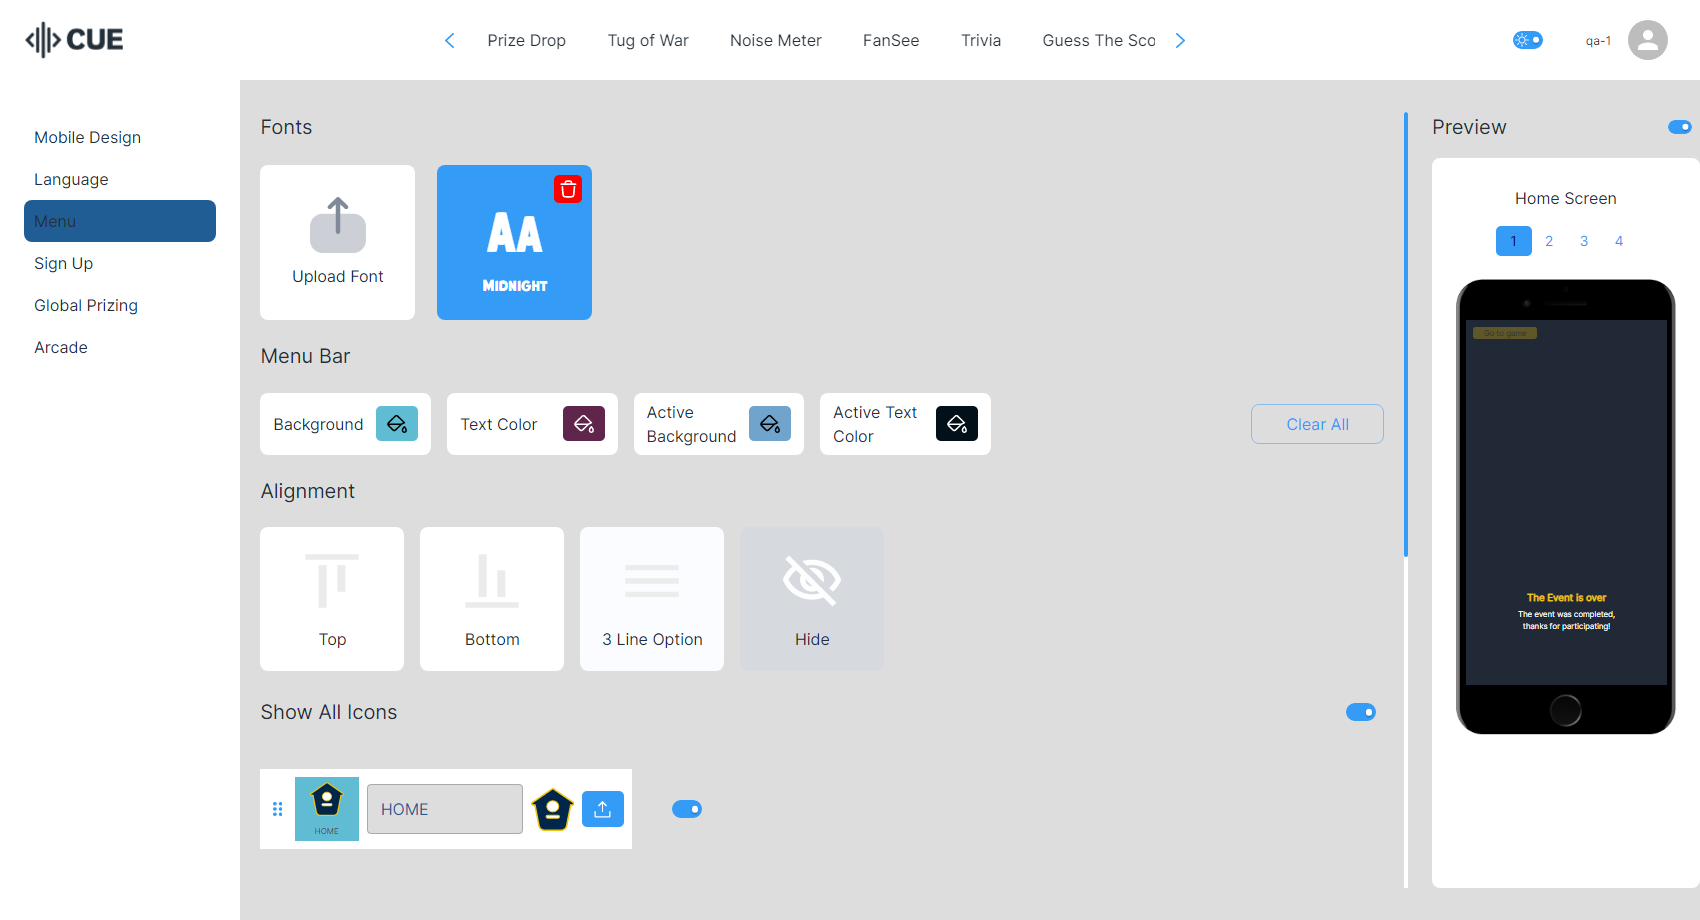 CUE
Prize Drop
Tug of War
Noise Meter
FanSee
Trivia
Guess The Sco
qa-1
Mobile Design
Language
Menu
Sign Up
Global Prizing
Arcade
Fonts
Upload Font
AA
MIDNIGHT
Menu Bar
Background
Text Color
Active
Background
Active Text
Color
Clear All
Alignment
Top
Bottom
3 Line Option
Hide
Show All Icons
HOME
HOME
Preview
Home Screen
1 2 3 4
Go to game
The Event is over
The event was completed,
thanks for participating!